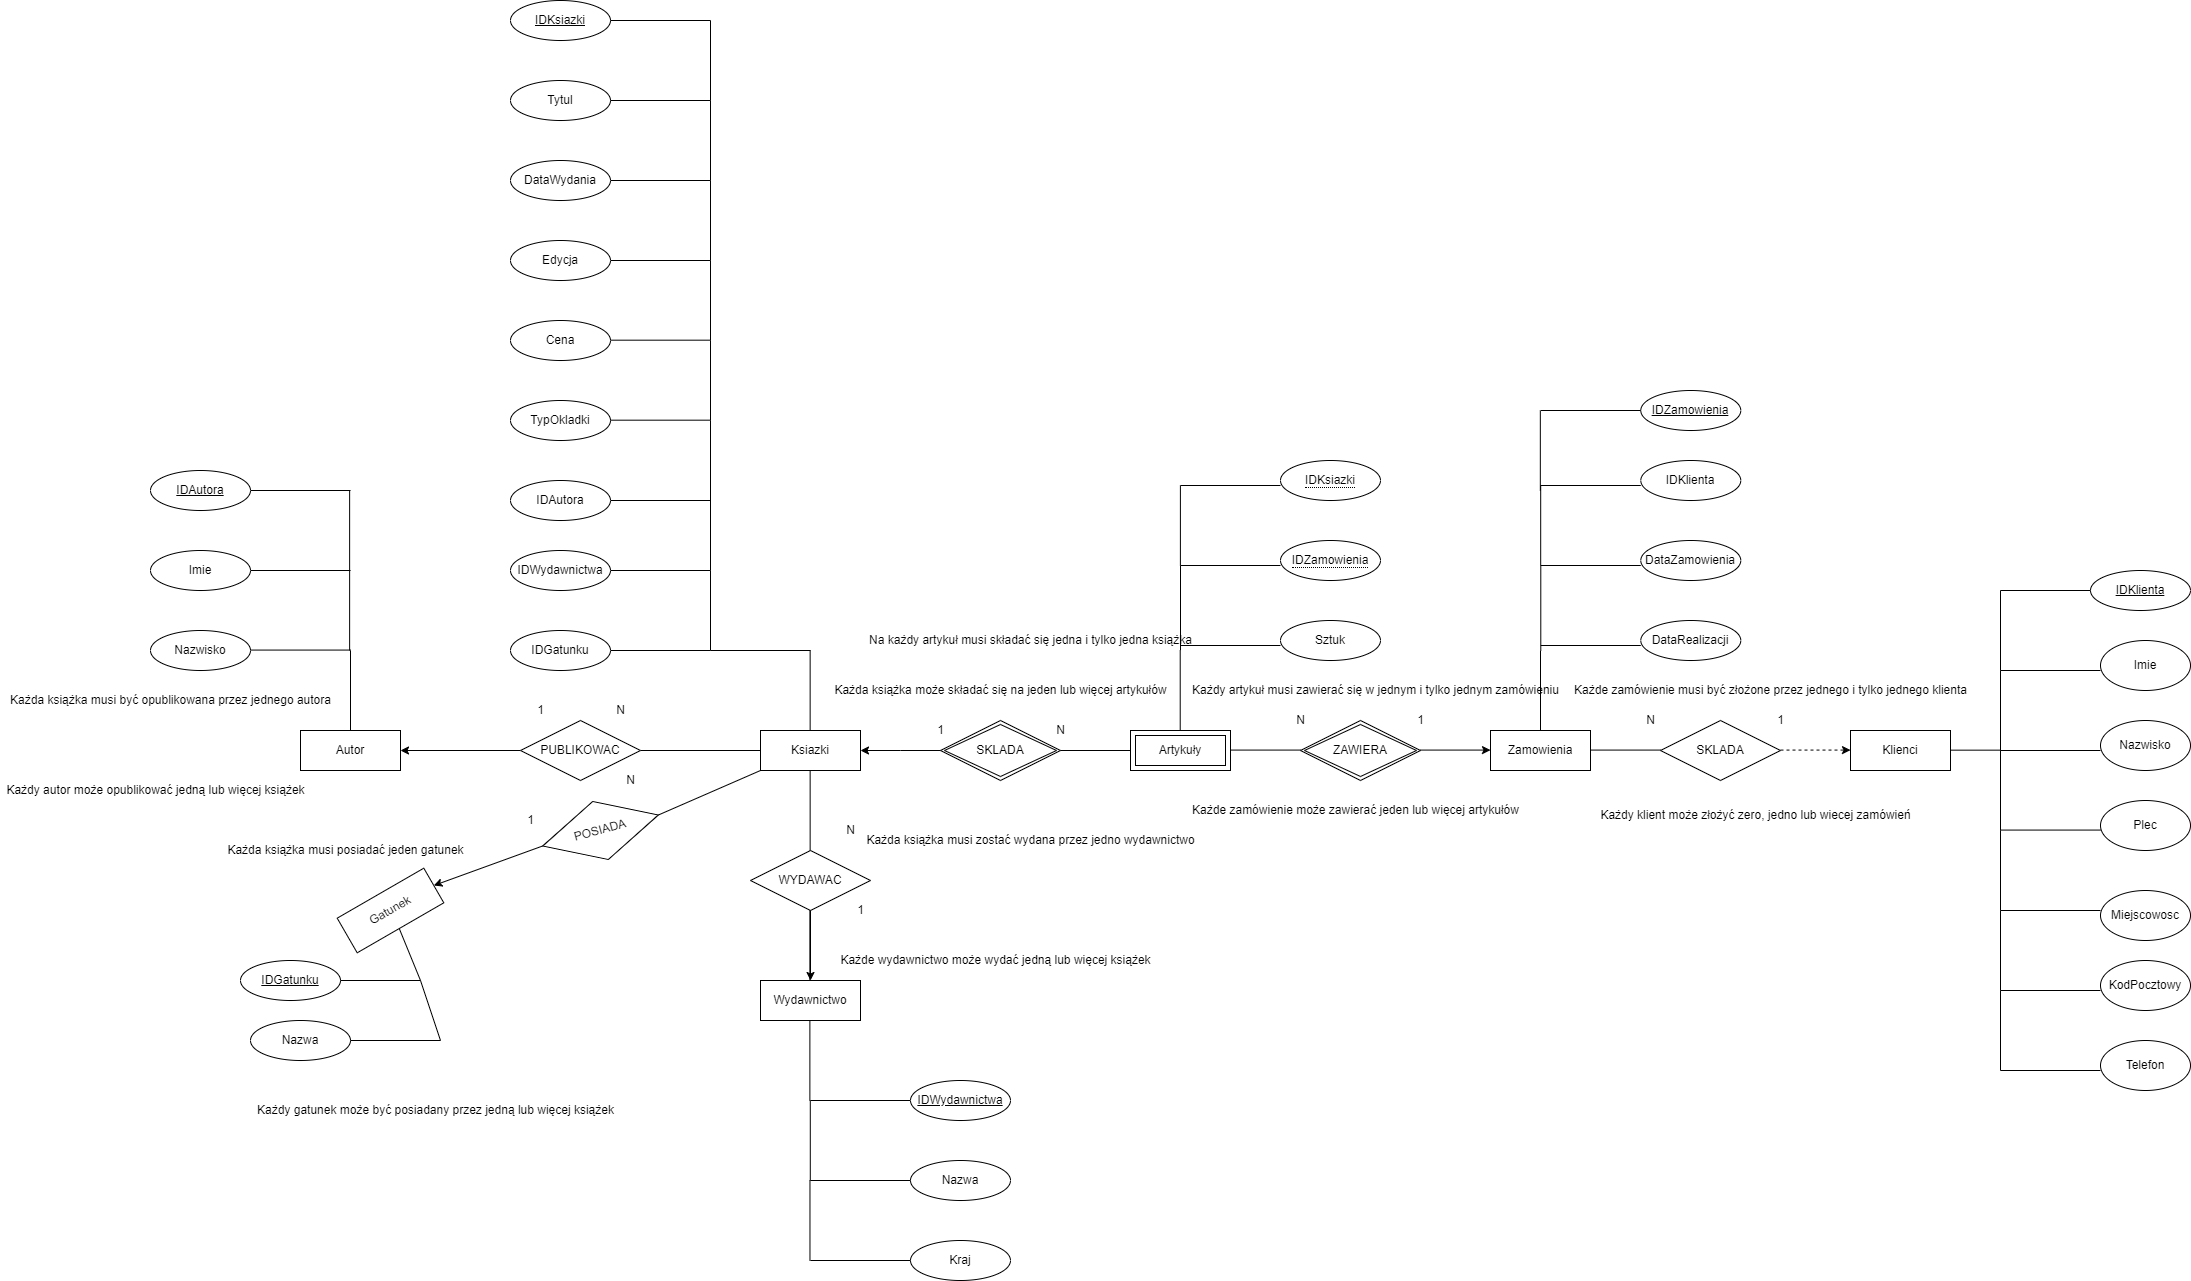 IDKsiazki
Tytul
DataWydania
Edycja
Cena
TypOkladki
IDAutora
IDWydawnictwa
IDGatunku
IDAutora
Imie
Nazwisko
Każda książka musi być opublikowana przez jednego autora
1
N
Autor
PUBLIKOWAC
Ksiazki
Każdy autor może opublikować jedną lub więcej książek
N
1
POSIADA
Każda książka musi posiadać jeden gatunek
Gatunek
IDGatunku
Nazwa
Każdy gatunek może być posiadany przez jedną lub więcej książek
N
Każda książka musi zostać wydana przez jedno wydawnictwo
WYDAWAC
1
Każde wydawnictwo może wydać jedną lub więcej książek
Wydawnictwo
IDWydawnictwa
Nazwa
Kraj
Na każdy artykuł musi składać się jedna i tylko jedna książka
Każda książka może składać się na jeden lub więcej artykułów
1
N
SKLADA
Artykuły
IDKsiazki
IDZamowienia
Sztuk
Każdy artykuł musi zawierać się w jednym i tylko jednym zamówieniu
N
1
ZAWIERA
Każde zamówienie może zawierać jeden lub więcej artykułów
Zamowienia
IDZamowienia
IDKlienta
DataZamowienia
DataRealizacji
Każde zamówienie musi być złożone przez jednego i tylko jednego klienta
N
1
SKLADA
Każdy klient może złożyć zero, jedno lub wiecej zamówień
Klienci
IDKlienta
Imie
Nazwisko
Plec
Miejscowosc
KodPocztowy
Telefon